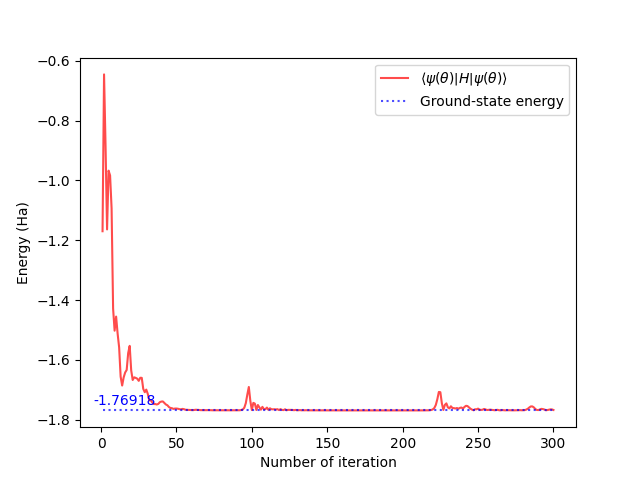 −0.6
−0.8
−1.0
−1.2
−1.4
−1.6
−1.8
Energy (Ha)
⟨ψ(θ)|H|ψ(θ)⟩
Ground-state energy
-1.76918
0 50 100 150 200 250 300
Number of iteration